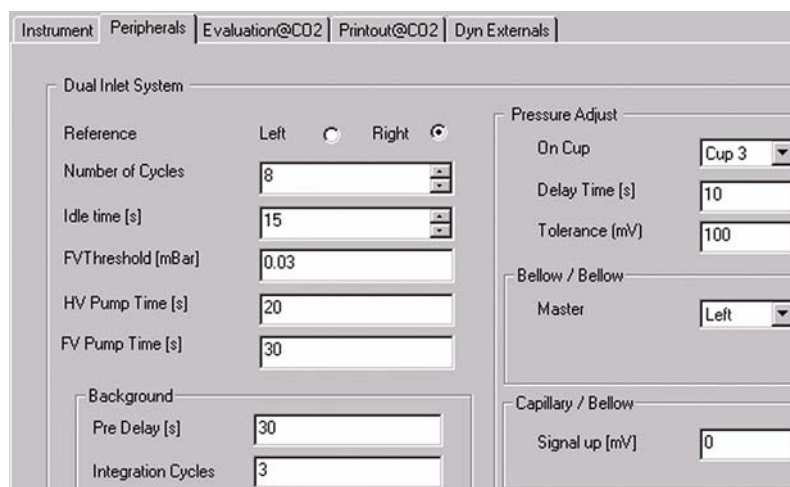 Instrument Peripherals Evaluation@CO2 Printout@CO2 Dyn Externals
Dual Inlet System
Reference Left Right
Number of Cycles 8
Idle time [s] 15
FVThreshold [mBar] 0.03
HV Pump Time [s] 20
FV Pump Time [s] 30
Background
Pre Delay [s] 30
Integration Cycles 3
Pressure Adjust
On Cup Cup 3
Delay Time [s] 10
Tolerance (mV) 100
Bellow / Bellow
Master Left
Capillary / Bellow
Signal up [mV] 0